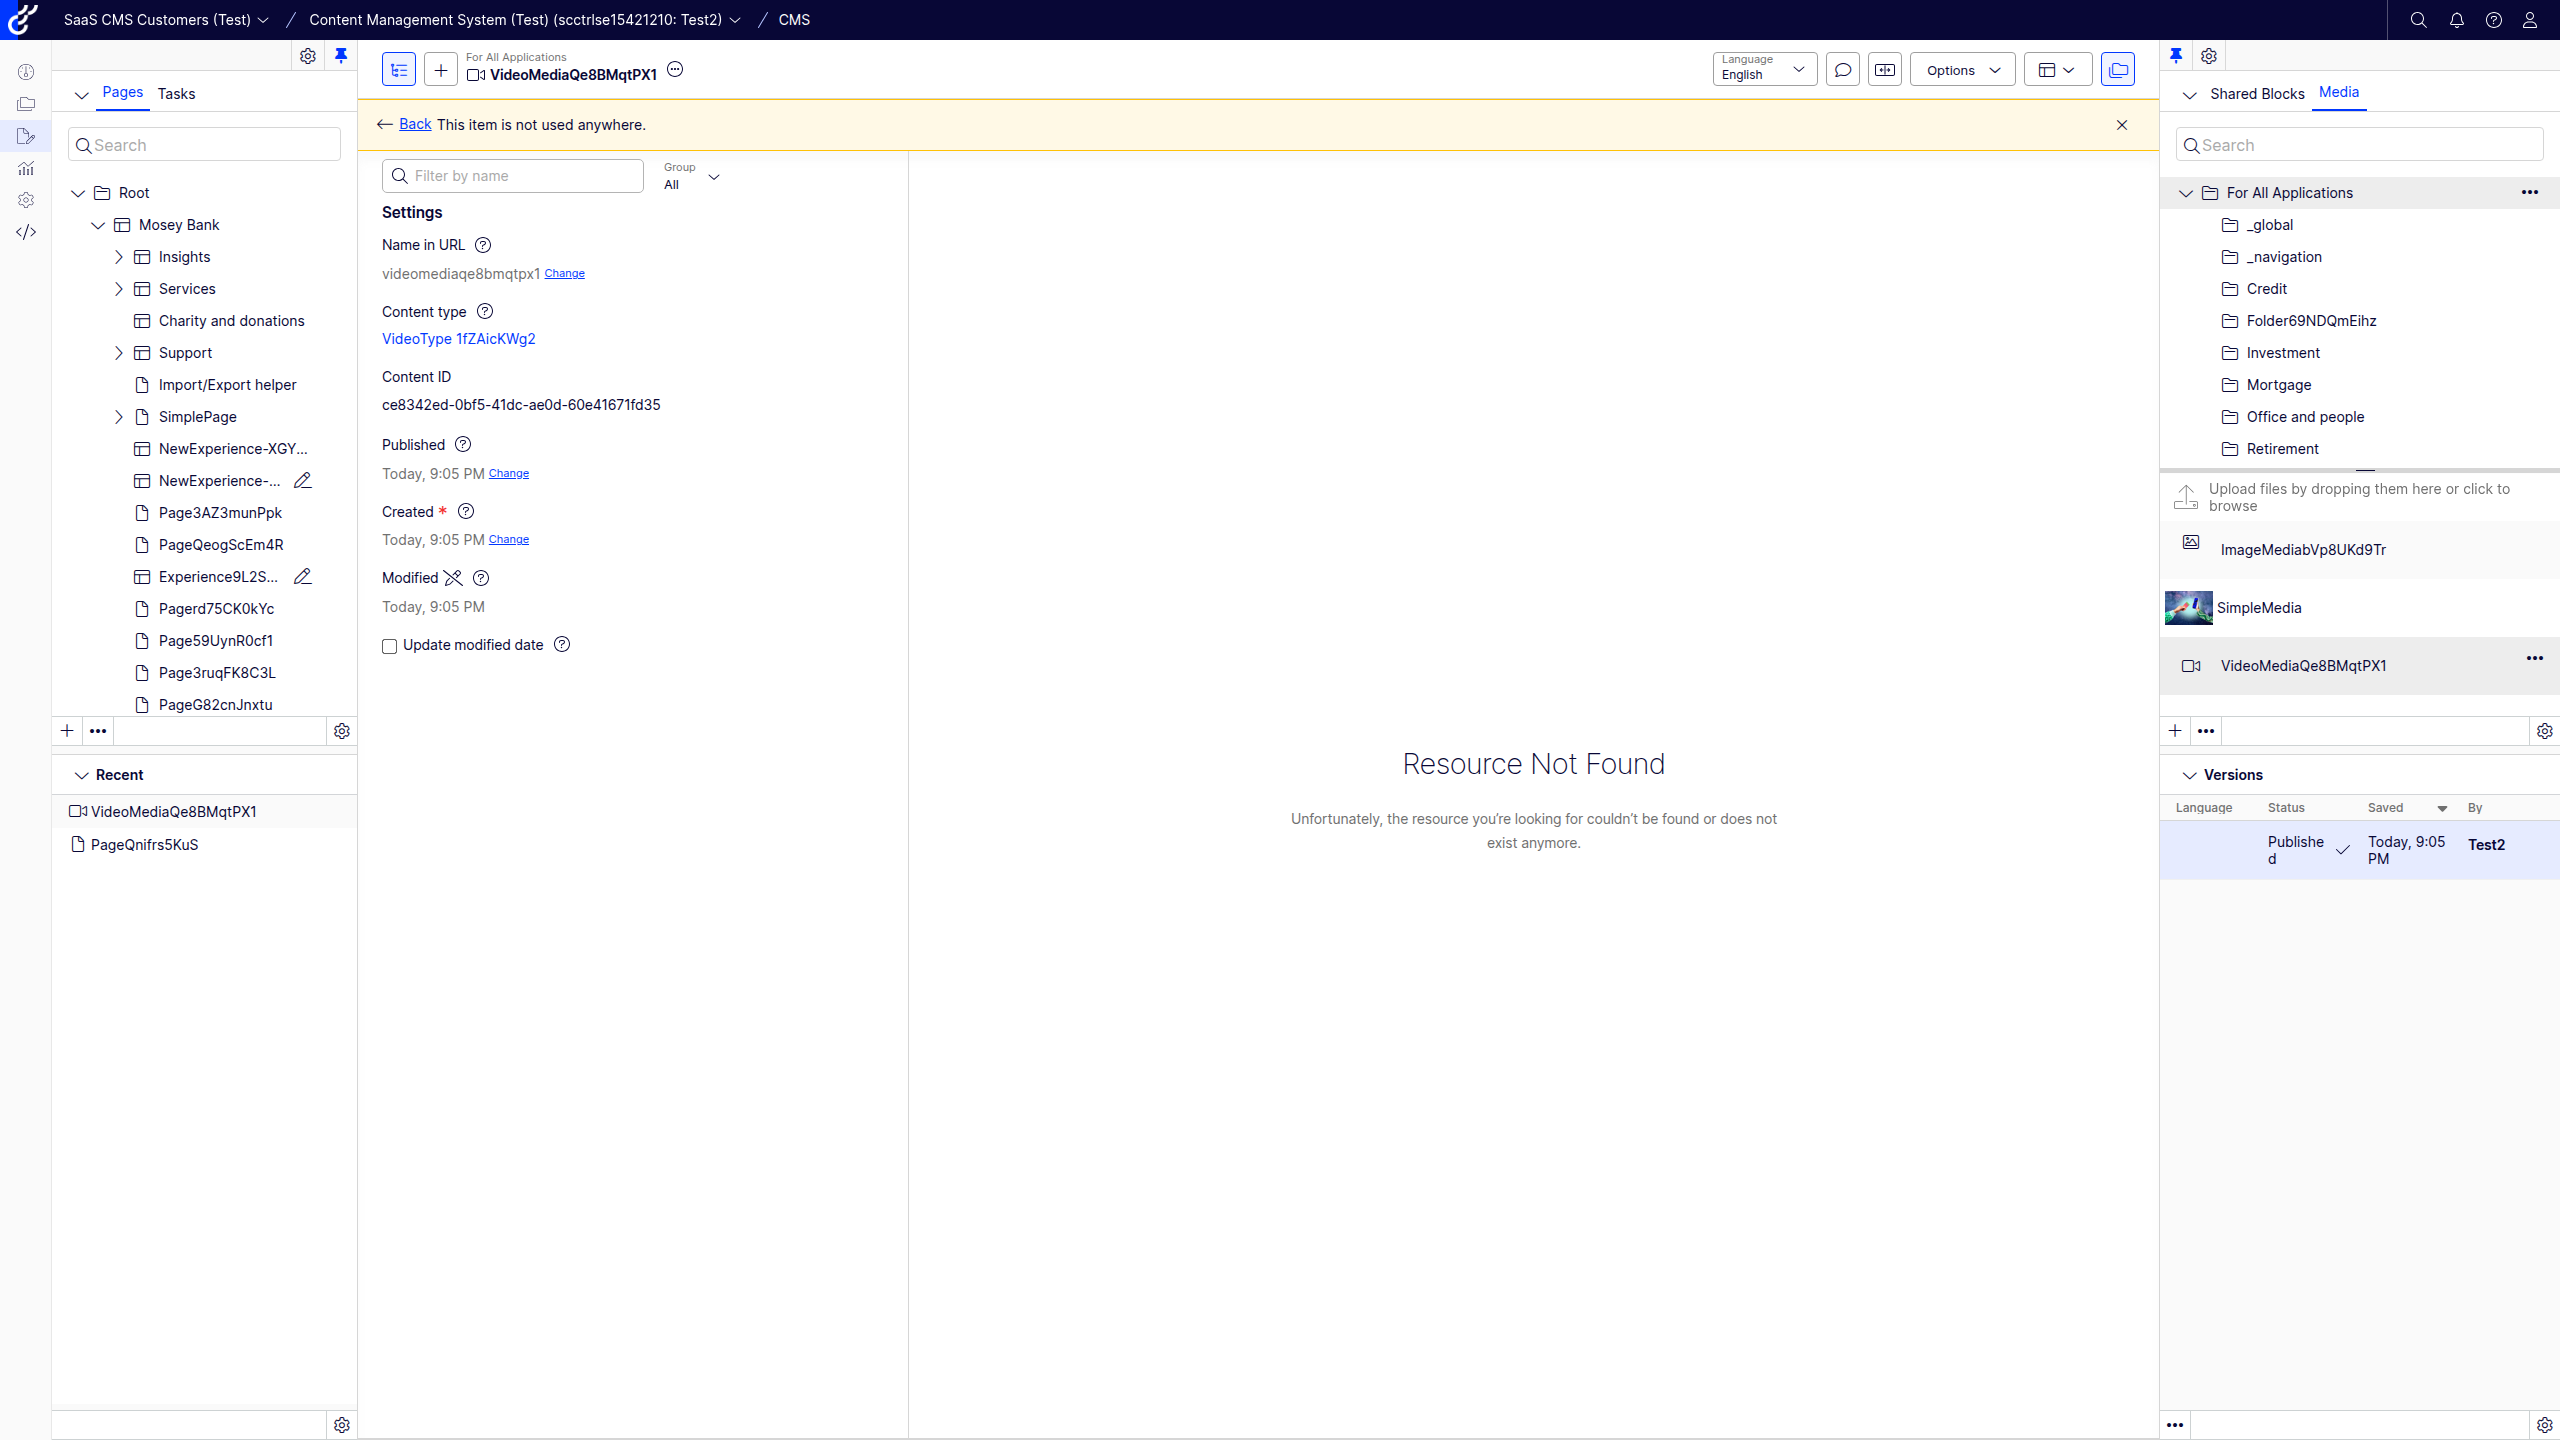 SaaS CMS Customers (Test)
Content Management System (Test) (scctrlse15421210: Test2)
CMS
Pages
Tasks
Search
Root
Mosey Bank
Insights
Services
Charity and donations
Support
Import/Export helper
SimplePage
NewExperience-XGY...
NewExperience-...
Page3AZ3munPpk
PageQeogScEm4R
Experience9L2S...
Pagerd75CK0kYc
Page59UynR0cf1
Page3ruqFK8C3L
PageG82cnJnxtu
Recent
VideoMediaQe8BMqtPX1
PageQnifrs5KuS
For All Applications
VideoMediaQe8BMqtPX1
Language
English
Options
Back This item is not used anywhere.
Filter by name
Group
All
Settings
Name in URL
videomediaqe8bmqtpx1 Change
Content type
VideoType 1fZAicKWg2
Content ID
ce8342ed-0bf5-41dc-ae0d-60e41671fd35
Published
Today, 9:05 PM Change
Created *
Today, 9:05 PM Change
Modified
Today, 9:05 PM
Update modified date
Resource Not Found
Unfortunately, the resource you’re looking for couldn’t be found or does not
exist anymore.
Shared Blocks
Media
Search
For All Applications
_global
_navigation
Credit
Folder69NDQmEihz
Investment
Mortgage
Office and people
Retirement
Upload files by dropping them here or click to
browse
ImageMediabVp8UKd9Tr
SimpleMedia
VideoMediaQe8BMqtPX1
Versions
Language
Status
Saved
By
Publishe
d
Today, 9:05
PM
Test2